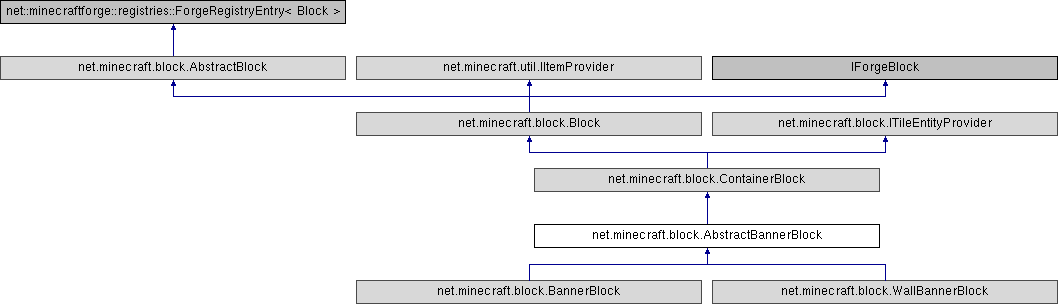 net::minecraftforge::registries::ForgeRegistryEntry< Block >
net.minecraft.block.AbstractBlock
net.minecraft.util.IItemProvider
IForgeBlock
net.minecraft.block.Block
net.minecraft.block.ITileEntityProvider
net.minecraft.block.ContainerBlock
net.minecraft.block.AbstractBannerBlock
net.minecraft.block.BannerBlock
net.minecraft.block.WallBannerBlock